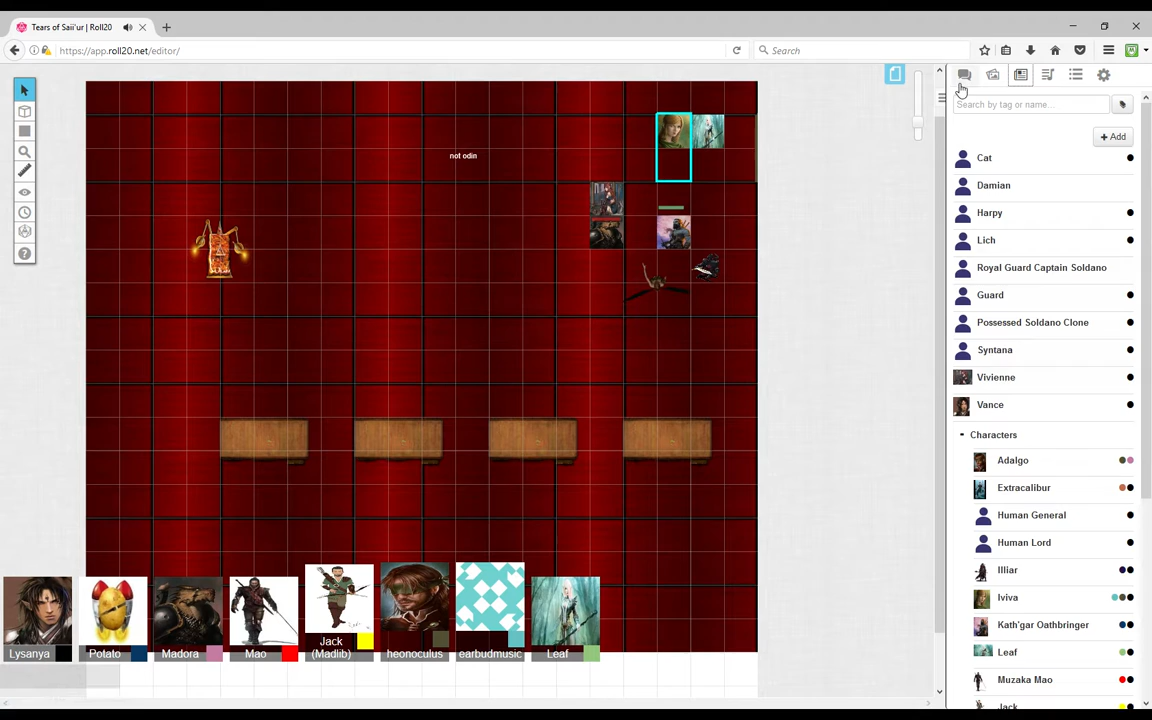 Tears of Saii'ur | Roll20
https://app.roll20.net/editor/
Search
Search by tag or name...
+ Add
not odin
Cat
Damian
Harpy
Lich
Royal Guard Captain Soldano
Guard
Possessed Soldano Clone
Syntana
Vivienne
Vance
Characters
Adalgo
Extracalibur
Human General
Human Lord
Illiar
Iviva
Kath'gar Oathbringer
Leaf
Muzaka Mao
Jack
Lysanya
Potato
Madora
Mao
Jack
(Madlib)
heonoculus
earbudmusic
Leaf